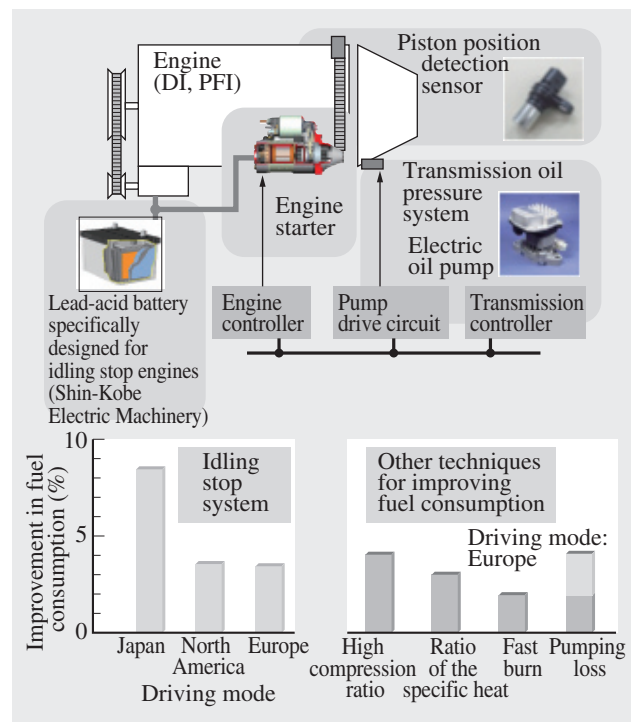 Engine
(DI, PFI)
Piston position
detection
sensor
Engine
starter
Transmission oil
pressure
system
Electric
oil pump
Lead-acid battery
specifically
designed for
idling stop engines
(Shin-Kobe
Electric Machinery)
Engine
controller
Pump
drive circuit
Transmission
controller
Improvement in fuel
consumption (%)
10
5
0
Idling
stop
system
Japan
North
America
Europe
Driving mode
Other techniques
for improving
fuel consumption
Driving mode:
Europe
High
compression
ratio
Ratio
of the
specific heat
Fast
burn
Pumping
loss